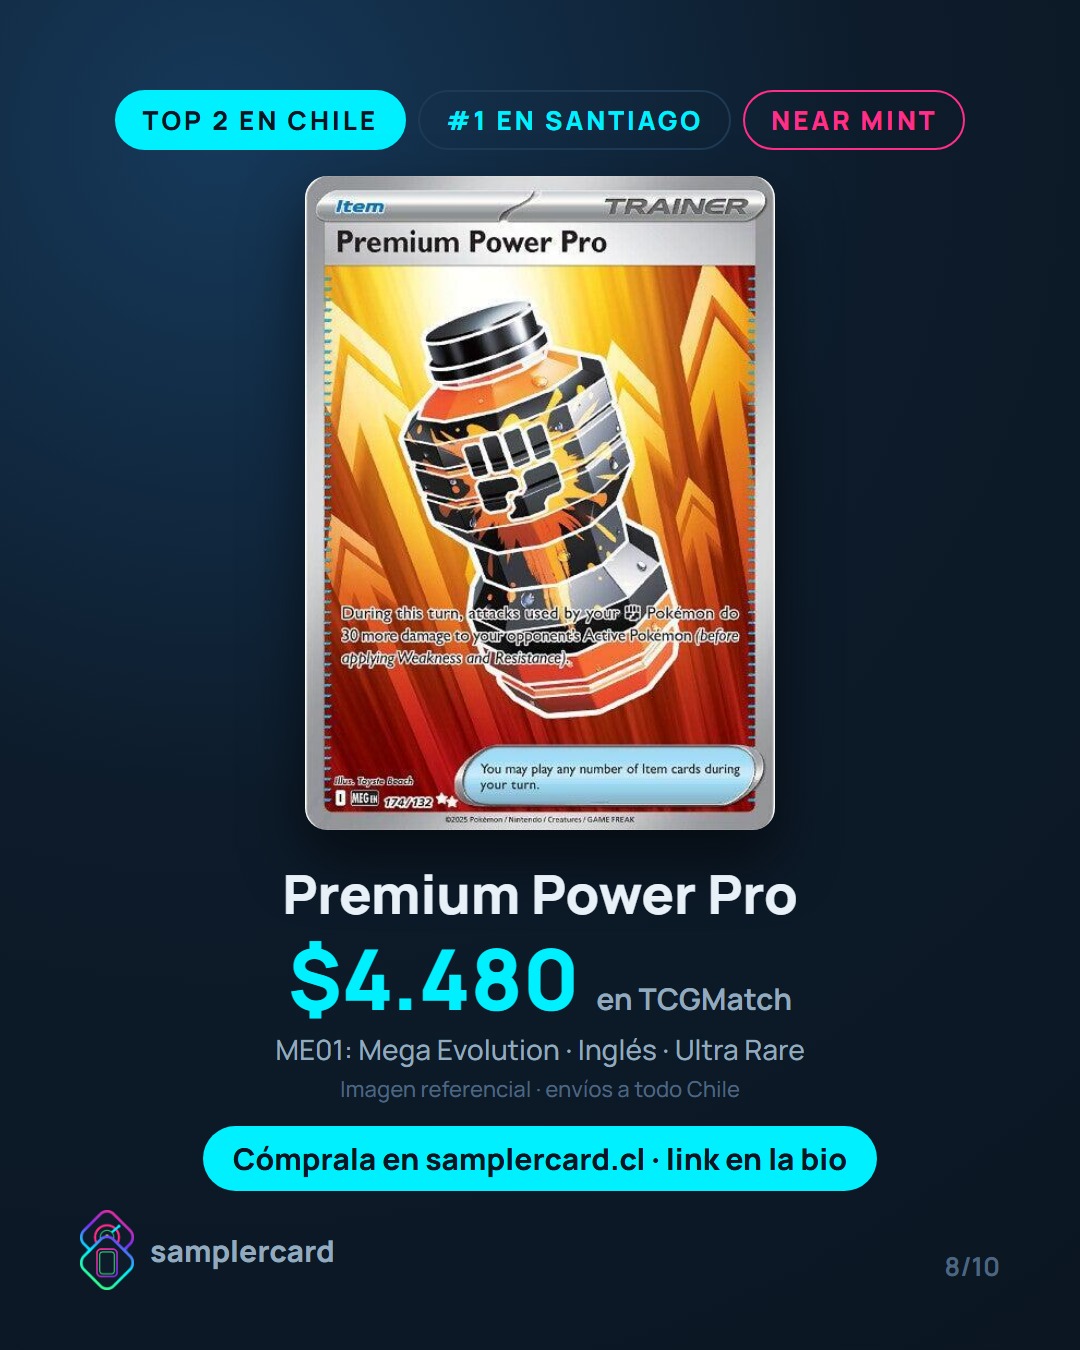 TOP 2 EN CHILE
#1 EN SANTIAGO
NEAR MINT
Item
TRAINER
Premium Power Pro
During this turn, attacks used by your Pokémon do
30 more damage to your opponent's Active Pokémon (before
applying Weakness and Resistance).
You may play any number of Item cards during
your turn.
Illus. Toyste Beach
I MEG EN 174/132
©2025 Pokémon / Nintendo / Creatures / GAME FREAK
Premium Power Pro
$4.480 en TCGMatch
ME01: Mega Evolution · Inglés · Ultra Rare
Imagen referencial · envíos a todo Chile
Cómprala en samplercard.cl · link en la bio
samplercard
8/10